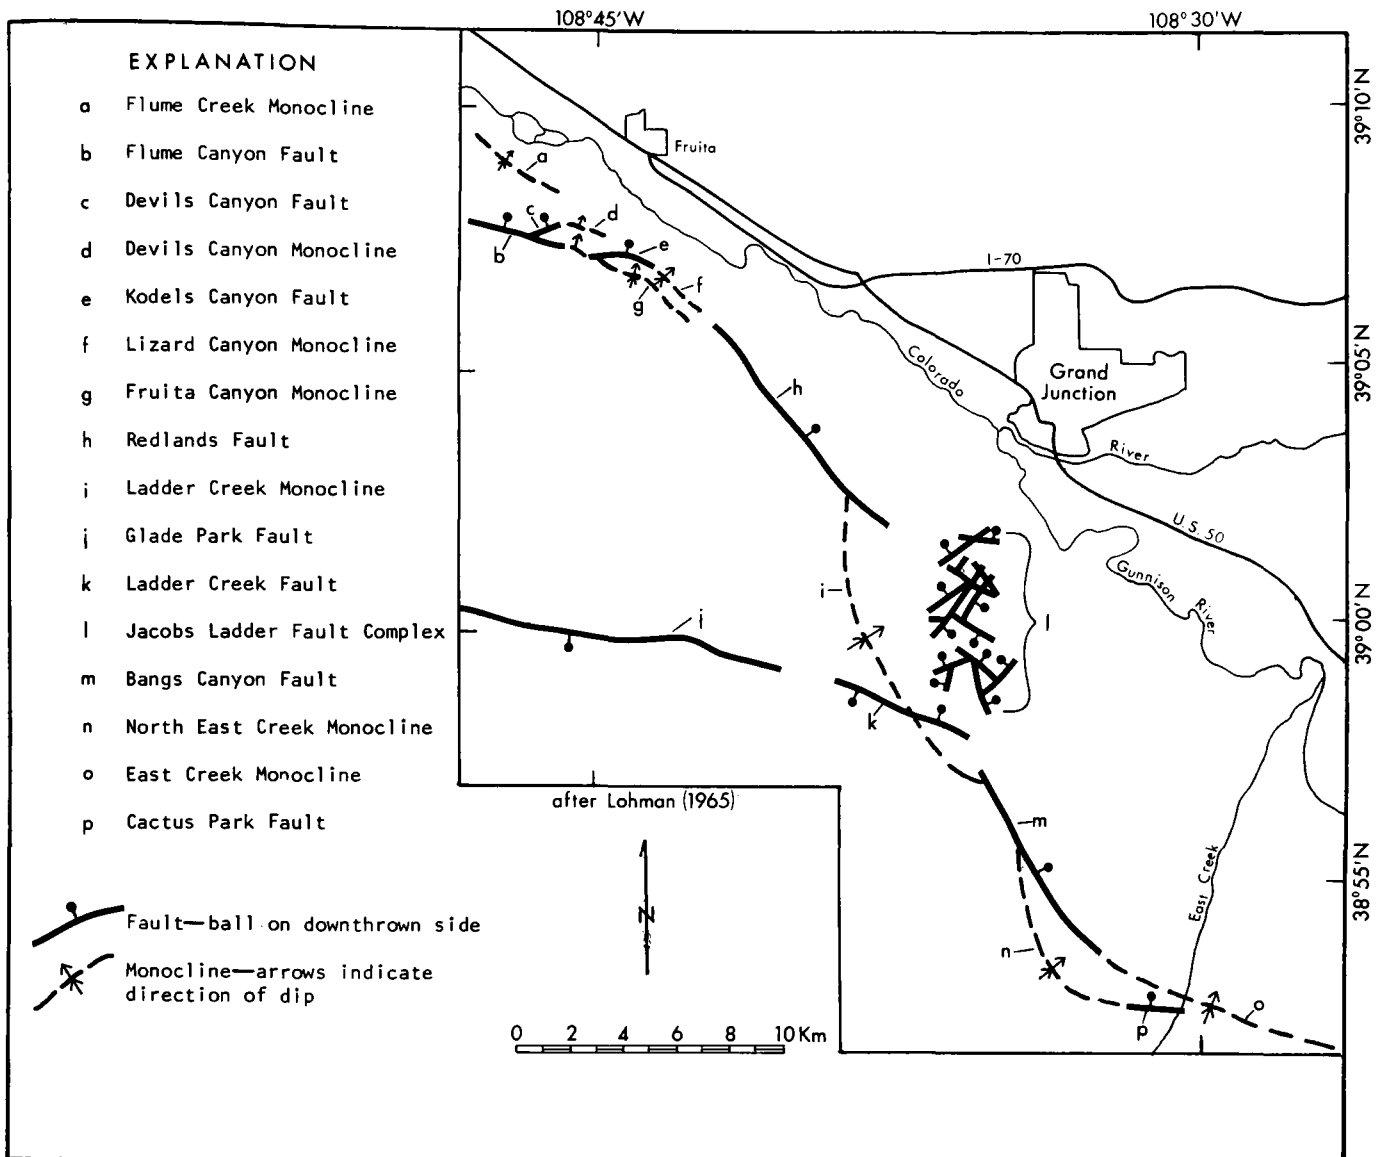 108°45'W
108°30'W
EXPLANATION
a Flume Creek Monocline
b Flume Canyon Fault
c Devils Canyon Fault
d Devils Canyon Monocline
e Kodels Canyon Fault
f Lizard Canyon Monocline
g Fruita Canyon Monocline
h Redlands Fault
i Ladder Creek Monocline
j Glade Park Fault
k Ladder Creek Fault
l Jacobs Ladder Fault Complex
m Bangs Canyon Fault
n North East Creek Monocline
o East Creek Monocline
p Cactus Park Fault
Fault—ball on downthrown side
Monocline—arrows indicate
direction of dip
39°10'N
39°05'N
39°00'N
38°55'N
Fruita
a
c
d
b
e
f
g
I-70
h
Grand
Junction
Colorado
River
U.S. 50
Gunnison
River
i
l
j
k
after Lohman (1965)
m
N
East Creek
n
o
p
0 2 4 6 8 10 Km